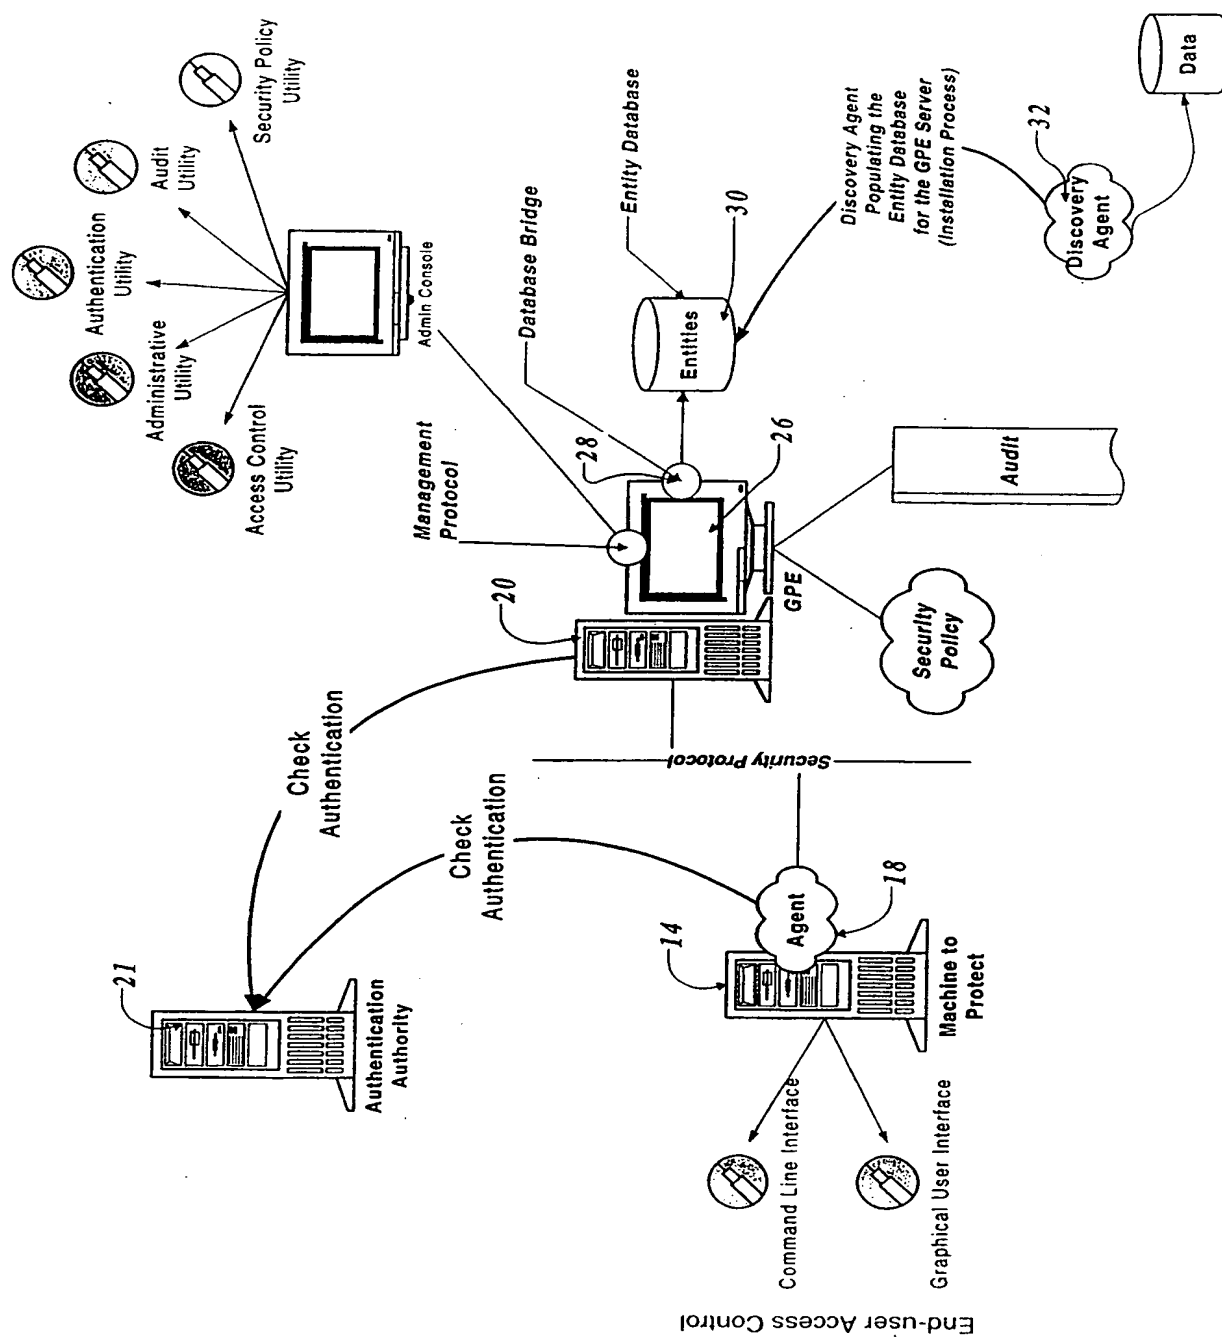 Security Policy
Utility
Audit
Utility
Authentication
Utility
Administrative
Utility
Access Control
Utility
Admin Console
Management
Protocol
Database Bridge
Entity Database
Entities
30
28
26
20
GPE
Discovery Agent
Populating the
Entity Database
for the GPE Server
(Installation Process)
32
Discovery
Agent
Data
Audit
Security
Policy
Check
Authentication
Check
Authentication
Security Protocol
21
Authentication
Authority
14
Agent
18
Machine to
Protect
Command Line Interface
Graphical User Interface
End-user Access Control